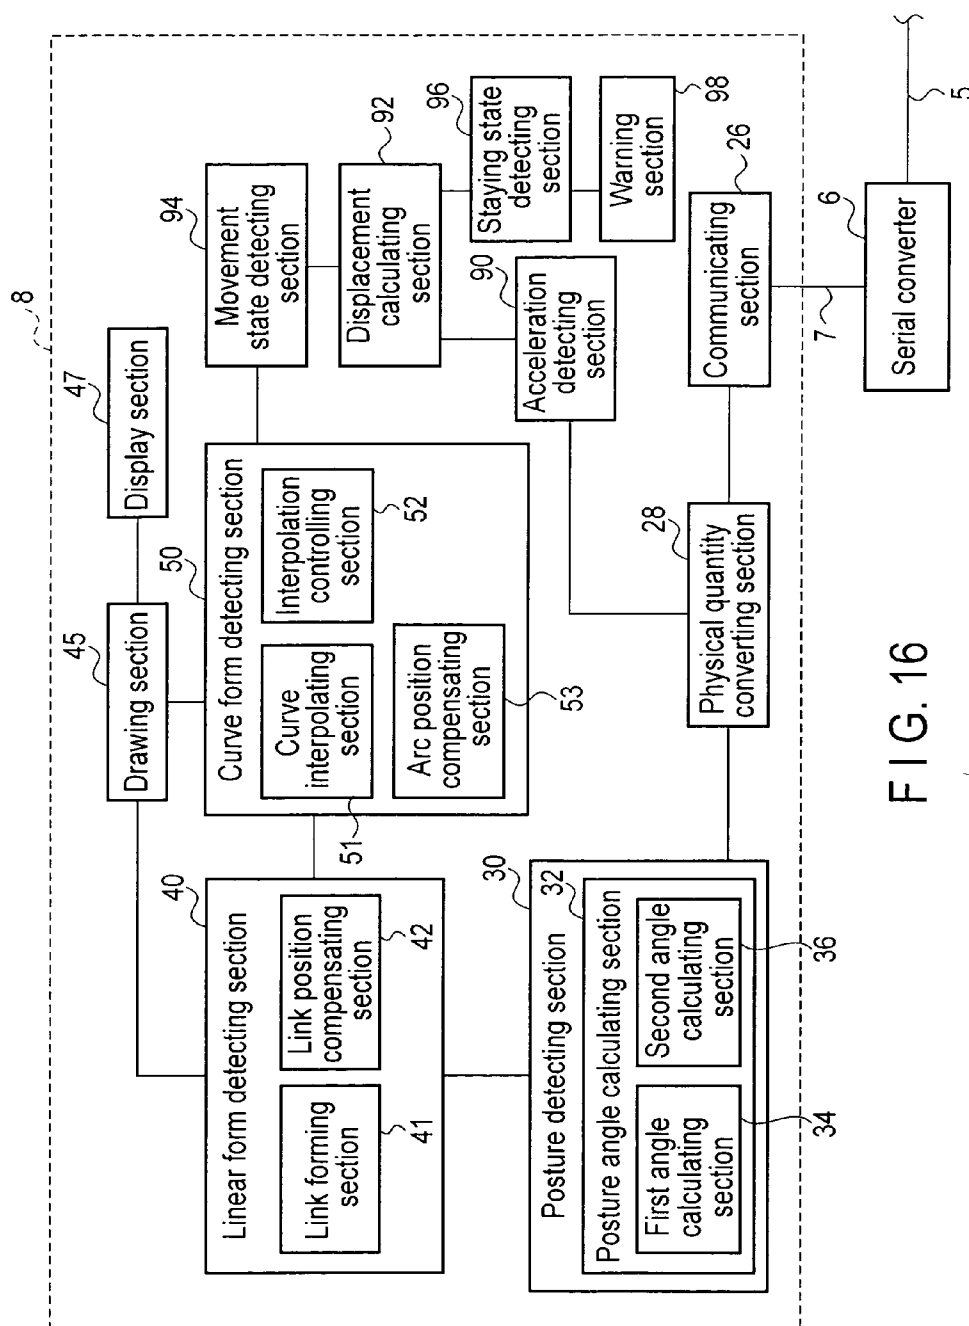 8
Display section
47
Drawing section
45
Movement
state detecting
section
94
Displacement
calculating
section
92
Staying state
detecting
section
96
Warning
section
98
Acceleration
detecting
section
90
Curve form detecting section
50
Curve
interpolating
section
51
Interpolation
controlling
section
52
Arc position
compensating
section
53
Linear form detecting section
40
Link forming
section
41
Link position
compensating
section
42
Posture detecting section
30
Posture angle calculating section
32
First angle
calculating
section
34
Second angle
calculating
section
36
Physical quantity
converting section
28
Communicating
section
26
7
Serial converter
6
5
FIG. 16